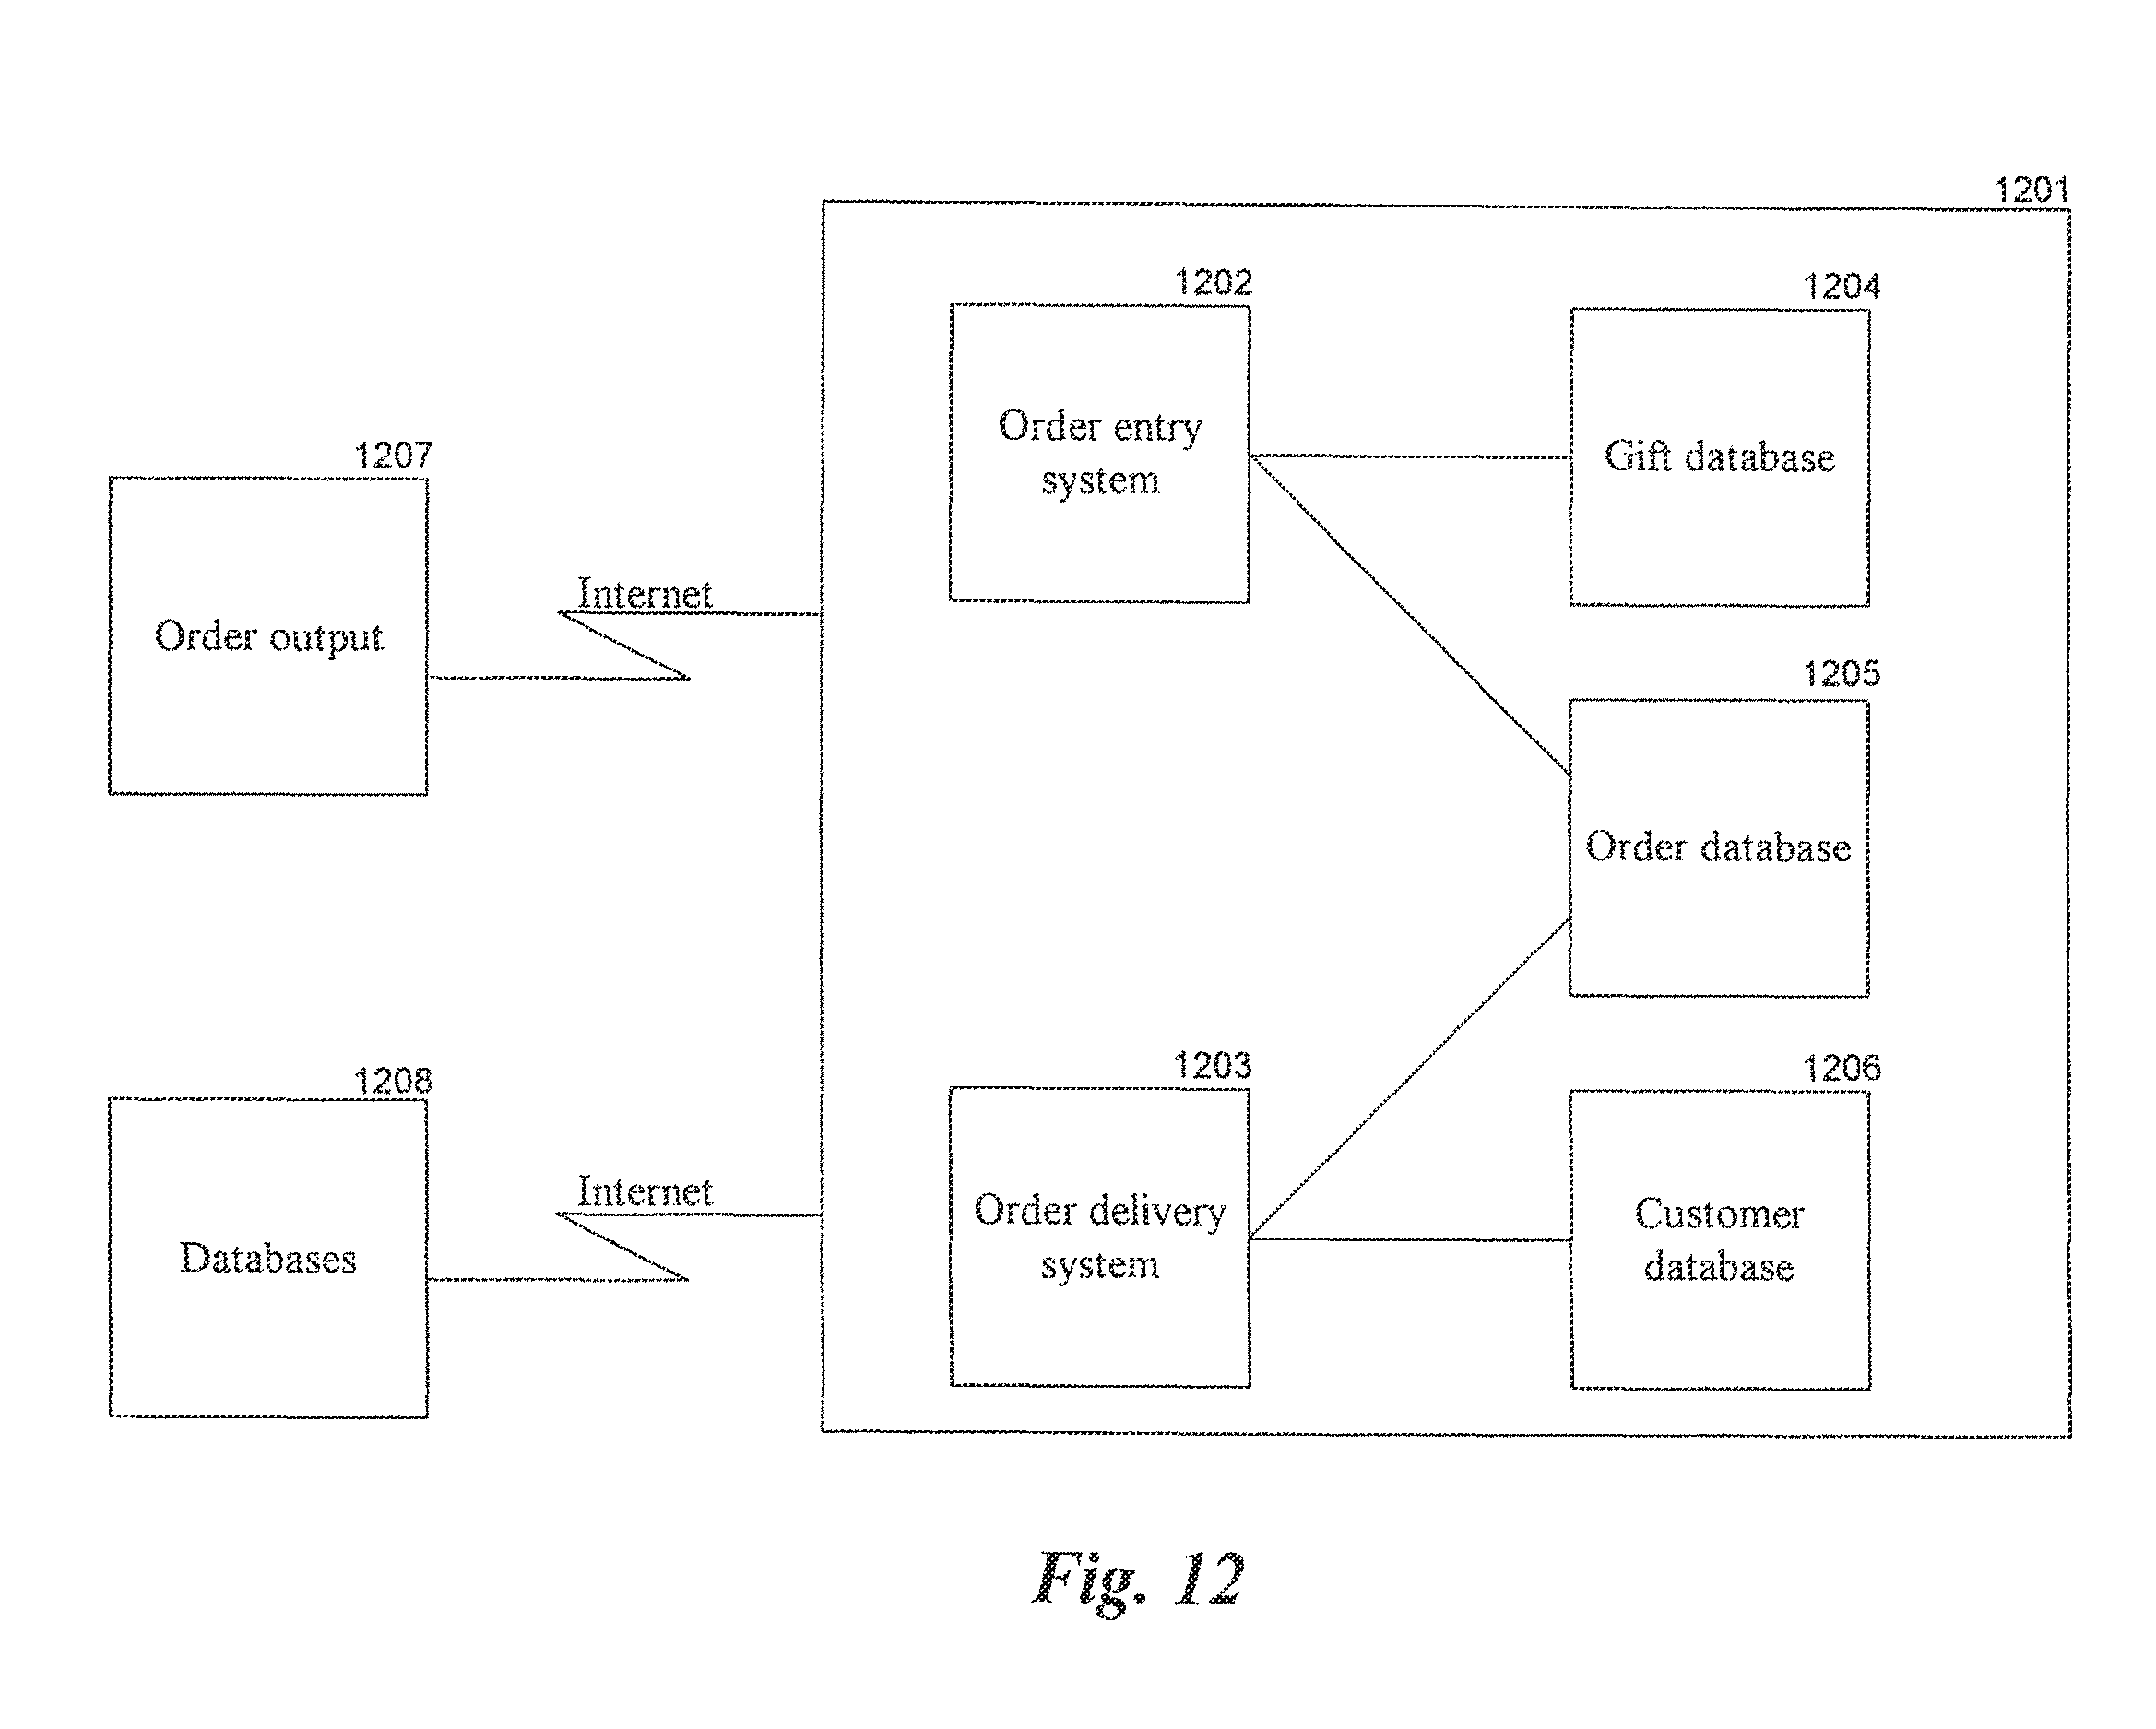 1201
1202
1204
Order entry
system
Gift database
1207
Order output
Internet
1205
Order database
1203
1206
1208
Order delivery
system
Customer
database
Internet
Databases
Fig. 12